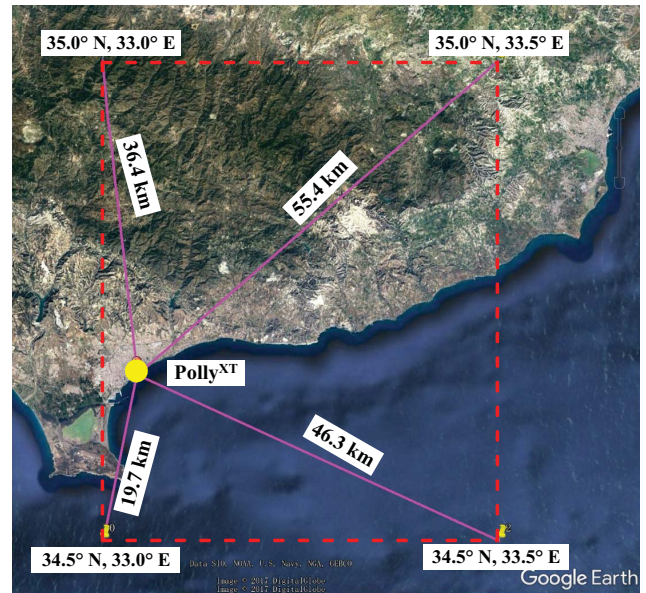 35.0° N, 33.0° E
35.0° N, 33.5° E
36.4 km
55.4 km
Polly^XT
46.3 km
19.7 km
0
2
34.5° N, 33.0° E
34.5° N, 33.5° E
Data SIO, NOAA, U.S. Navy, NGA, GEBCO
Image © 2017 DigitalGlobe
Image © 2017 DigitalGlobe
Google Earth